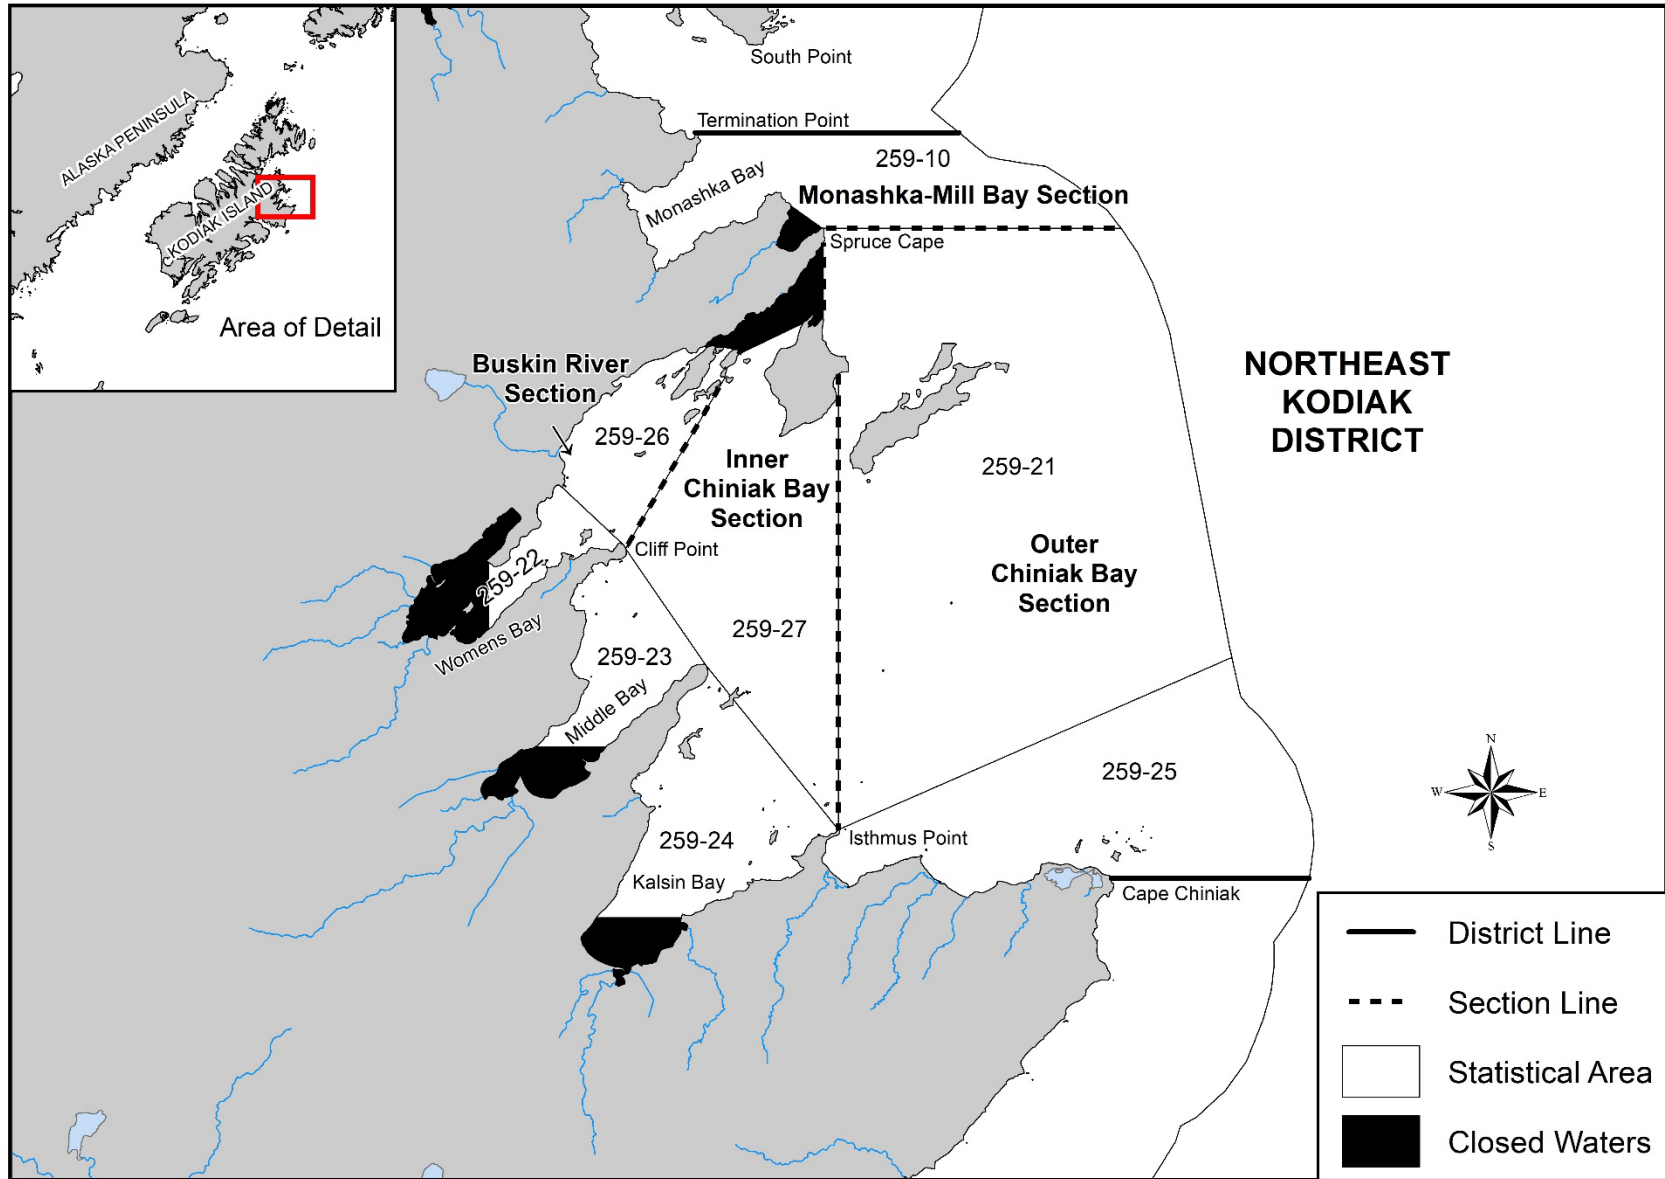 South Point
ALASKA PENINSULA
KODIAK ISLAND
Area of Detail
Termination Point
259-10
Monashka Bay
Monashka-Mill Bay Section
Spruce Cape
Buskin River
Section
259-26
Inner
Chiniak Bay
Section
259-21
NORTHEAST
KODIAK
DISTRICT
Cliff Point
259-22
Womens Bay
Outer
Chiniak Bay
Section
259-27
259-23
Middle Bay
259-25
259-24
Isthmus Point
Kalsin Bay
Cape Chiniak
N
W
E
S
District Line
Section Line
Statistical Area
Closed Waters